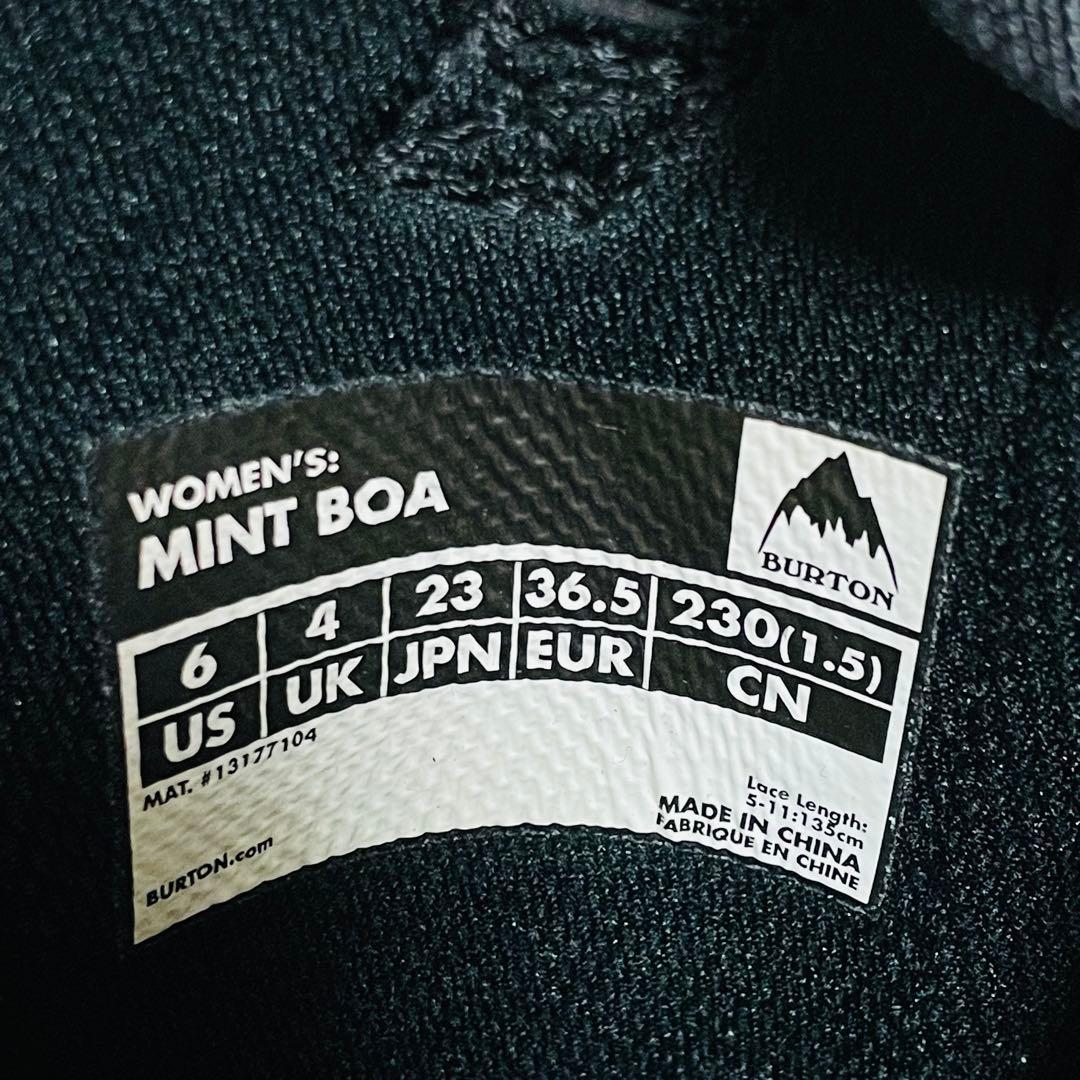 WOMEN'S:
MINT BOA
BURTON
6 4 23 36.5 230(1.5)
US UK JPN EUR CN
MAT. #13177104
BURTON.com
Lace Length:
5-11:135cm
MADE IN CHINA
FABRIQUE EN CHINE